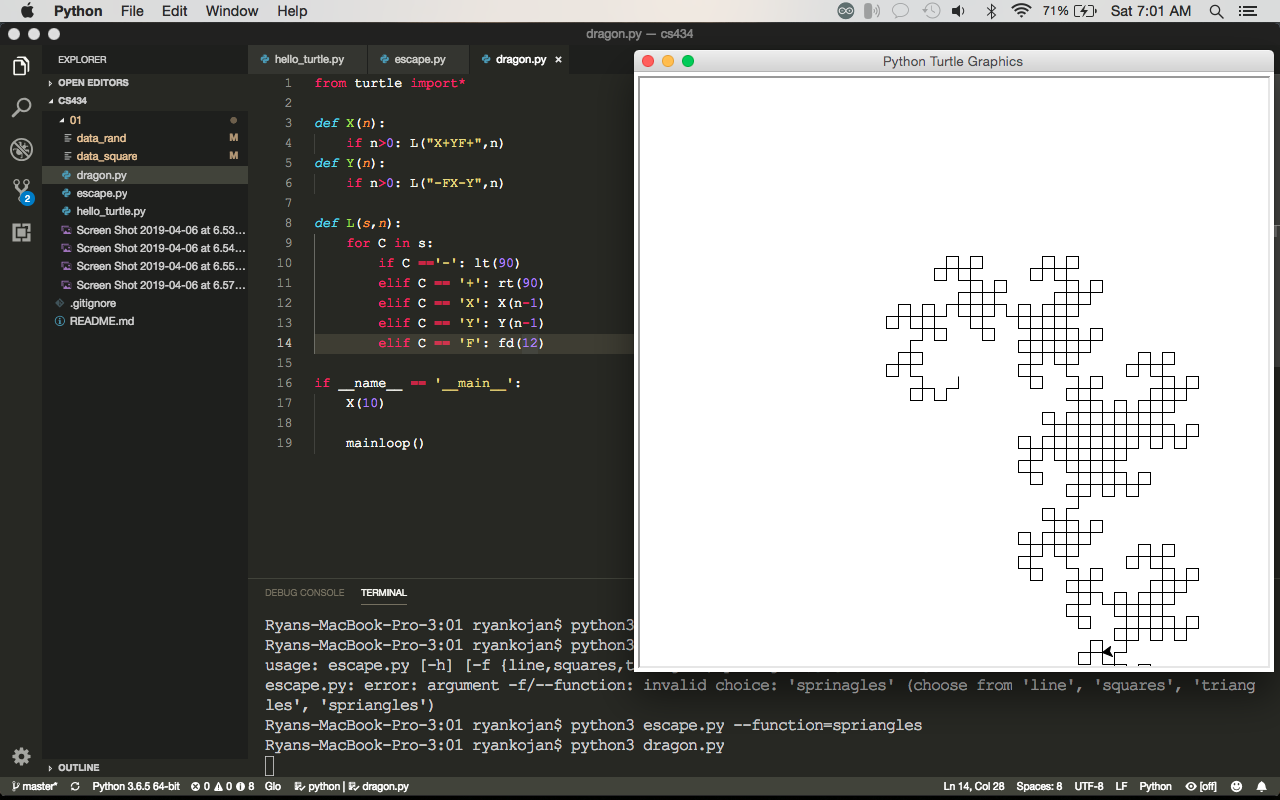 Python File Edit Window Help 71% Sat 7:01 AM
dragon.py — cs434
EXPLORER
OPEN EDITORS
CS434
01
data_rand M
data_square M
dragon.py
escape.py
hello_turtle.py
Screen Shot 2019-04-06 at 6.53...
Screen Shot 2019-04-06 at 6.54...
Screen Shot 2019-04-06 at 6.55...
Screen Shot 2019-04-06 at 6.57...
.gitignore
README.md
OUTLINE
2
hello_turtle.py escape.py dragon.py ×
1 from turtle import*
2
3 def X(n):
4 if n>0: L("X+YF+",n)
5 def Y(n):
6 if n>0: L("-FX-Y",n)
7
8 def L(s,n):
9 for C in s:
10 if C =='-': lt(90)
11 elif C == '+': rt(90)
12 elif C == 'X': X(n-1)
13 elif C == 'Y': Y(n-1)
14 elif C == 'F': fd(12)
15
16 if __name__ == '__main__':
17 X(10)
18
19 mainloop()
Python Turtle Graphics
DEBUG CONSOLE TERMINAL
Ryans-MacBook-Pro-3:01 ryankojan$ python3
Ryans-MacBook-Pro-3:01 ryankojan$ python3
usage: escape.py [-h] [-f {line,squares,t
escape.py: error: argument -f/--function: invalid choice: 'sprinagles' (choose from 'line', 'squares', 'triang
les', 'spriangles')
Ryans-MacBook-Pro-3:01 ryankojan$ python3 escape.py --function=spriangles
Ryans-MacBook-Pro-3:01 ryankojan$ python3 dragon.py
master* Python 3.6.5 64-bit 0 0 8 Glo python | dragon.py Ln 14, Col 28 Spaces: 8 UTF-8 LF Python [off]